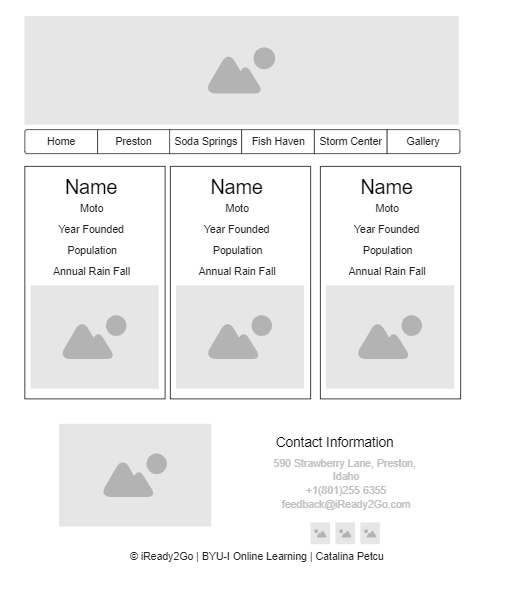 Home Preston Soda Springs Fish Haven Storm Center Gallery
Name
Moto
Year Founded
Population
Annual Rain Fall
Name
Moto
Year Founded
Population
Annual Rain Fall
Name
Moto
Year Founded
Population
Annual Rain Fall
Contact Information
590 Strawberry Lane, Preston,
Idaho
+1(801)255 6355
feedback@iReady2Go.com
© iReady2Go | BYU-I Online Learning | Catalina Petcu